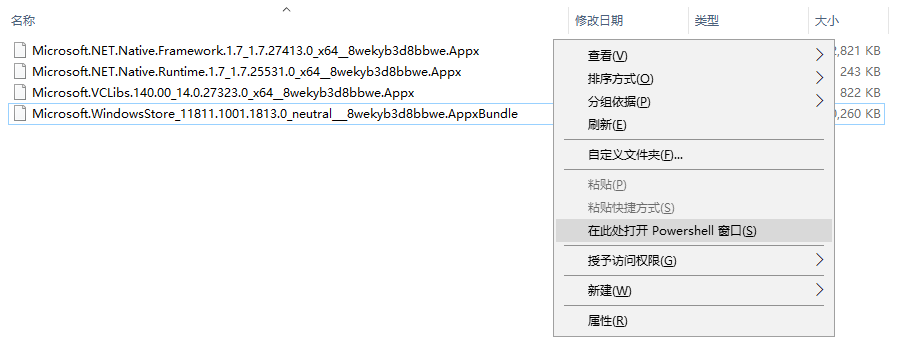 名称 修改日期 类型 大小
Microsoft.NET.Native.Framework.1.7_1.7.27413.0_x64__8wekyb3d8bbwe.Appx 2,821 KB
Microsoft.NET.Native.Runtime.1.7_1.7.25531.0_x64__8wekyb3d8bbwe.Appx 243 KB
Microsoft.VCLibs.140.00_14.0.27323.0_x64__8wekyb3d8bbwe.Appx 822 KB
Microsoft.WindowsStore_11811.1001.1813.0_neutral___8wekyb3d8bbwe.AppxBundle ,260 KB
查看(V)
排序方式(O)
分组依据(P)
刷新(E)
自定义文件夹(F)...
粘贴(P)
粘贴快捷方式(S)
在此处打开 Powershell 窗口(S)
授予访问权限(G)
新建(W)
属性(R)